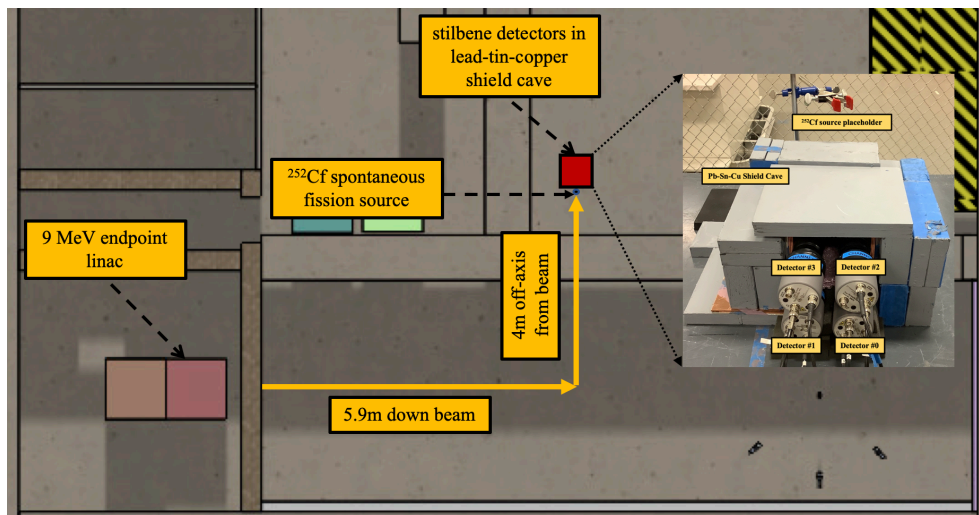 stilbene detectors in
lead-tin-copper
shield cave
²⁵²Cf source placeholder
Pb-Sn-Cu Shield Cave
²⁵²Cf spontaneous
fission source
9 MeV endpoint
linac
4m off-axis
from beam
Detector #3
Detector #2
Detector #1
Detector #0
5.9m down beam